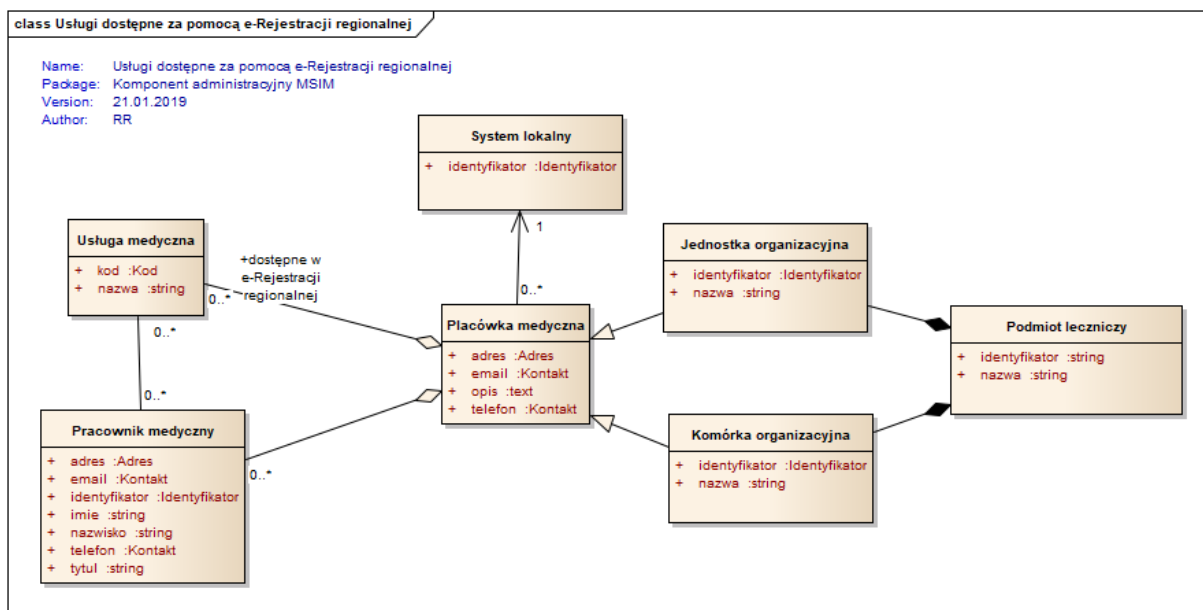 class Usługi dostępne za pomocą e-Rejestracji regionalnej
Name: Usługi dostępne za pomocą e-Rejestracji regionalnej
Package: Komponent administracyjny MSIM
Version: 21.01.2019
Author: RR
System lokalny
+ identyfikator :Identyfikator
1
0..*
Usługa medyczna
+ kod :Kod
+ nazwa :string
+dostępne w
e-Rejestracji
regionalnej
0..*
0..*
0..*
Jednostka organizacyjna
+ identyfikator :Identyfikator
+ nazwa :string
Placówka medyczna
+ adres :Adres
+ email :Kontakt
+ opis :text
+ telefon :Kontakt
Podmiot leczniczy
+ identyfikator :string
+ nazwa :string
Pracownik medyczny
+ adres :Adres
+ email :Kontakt
+ identyfikator :Identyfikator
+ imie :string
+ nazwisko :string
+ telefon :Kontakt
+ tytul :string
0..*
Komórka organizacyjna
+ identyfikator :Identyfikator
+ nazwa :string